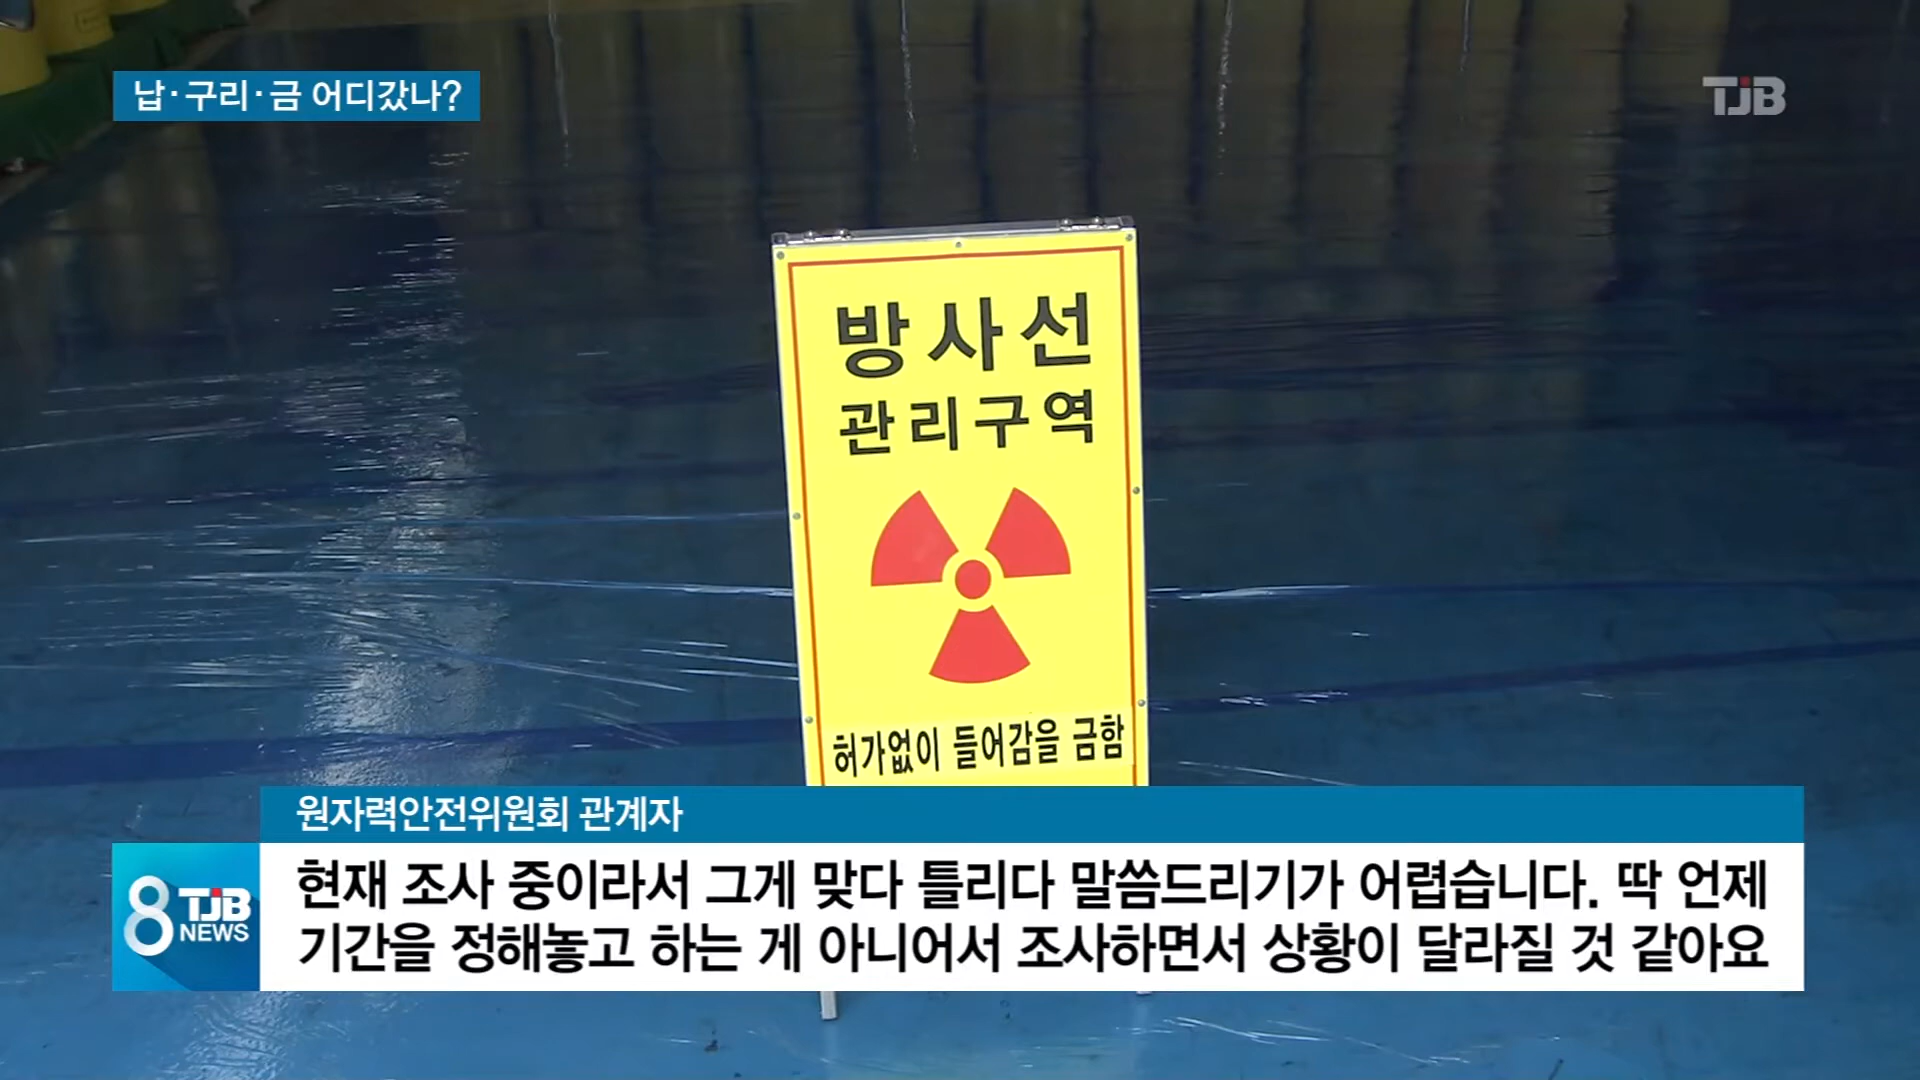 납·구리·금 어디갔나?
TJB
방사선
관리구역
허가없이 들어감을 금함
원자력안전위원회 관계자
현재 조사 중이라서 그게 맞다 틀리다 말씀드리기가 어렵습니다. 딱 언제
기간을 정해놓고 하는 게 아니어서 조사하면서 상황이 달라질 것 같아요
8 TJB
NEWS